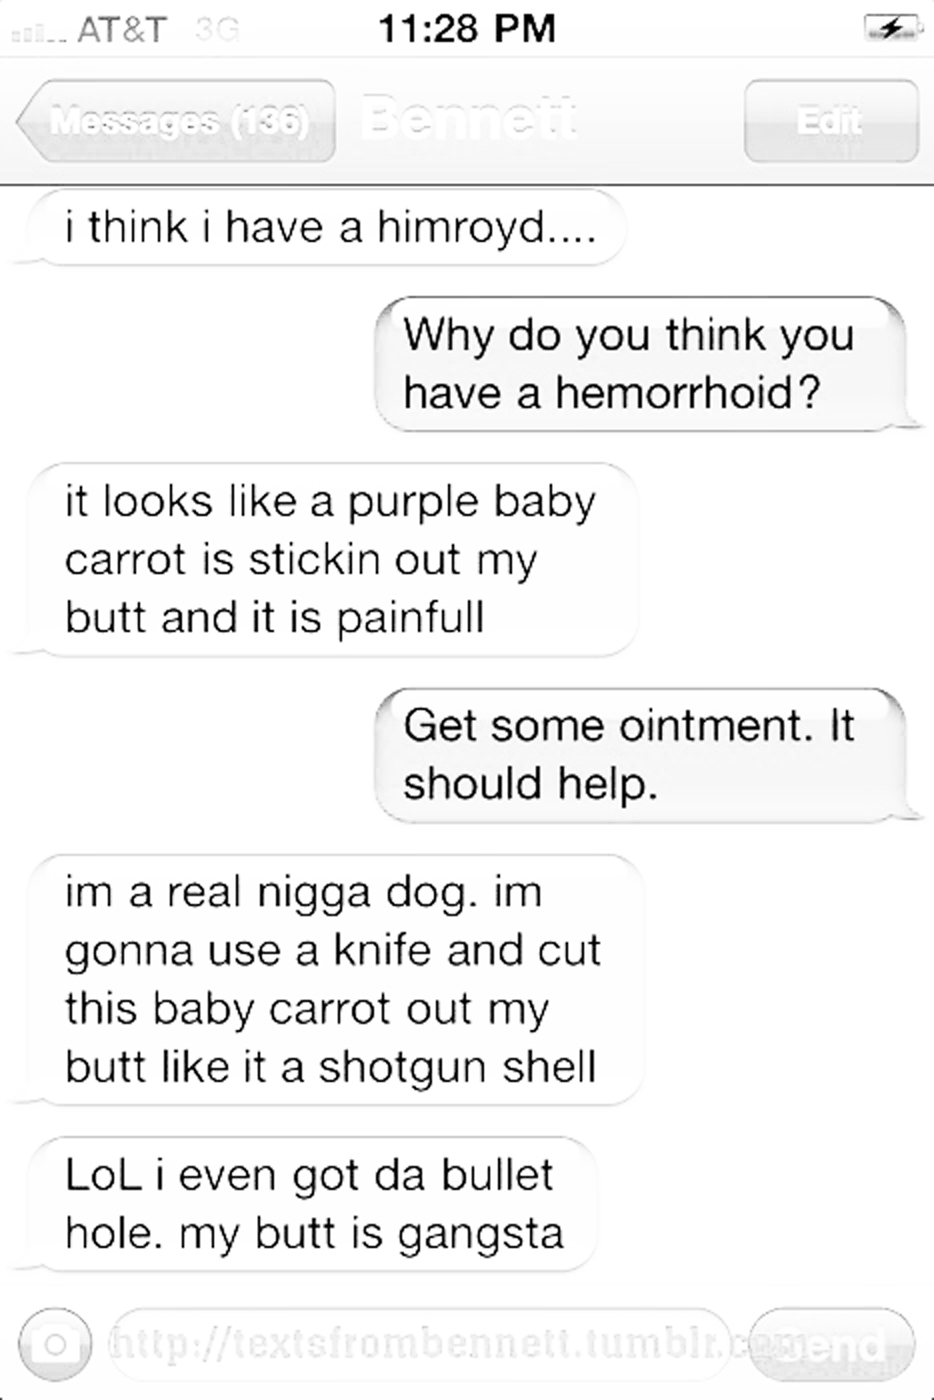 AT&T 3G 11:28 PM
Messages (136) Bennett Edit
i think i have a himroyd....
Why do you think you
have a hemorrhoid?
it looks like a purple baby
carrot is stickin out my
butt and it is painfull
Get some ointment. It
should help.
im a real nigga dog. im
gonna use a knife and cut
this baby carrot out my
butt like it a shotgun shell
LoL i even got da bullet
hole. my butt is gangsta
http://textsfrombennett.tumblr.com Send